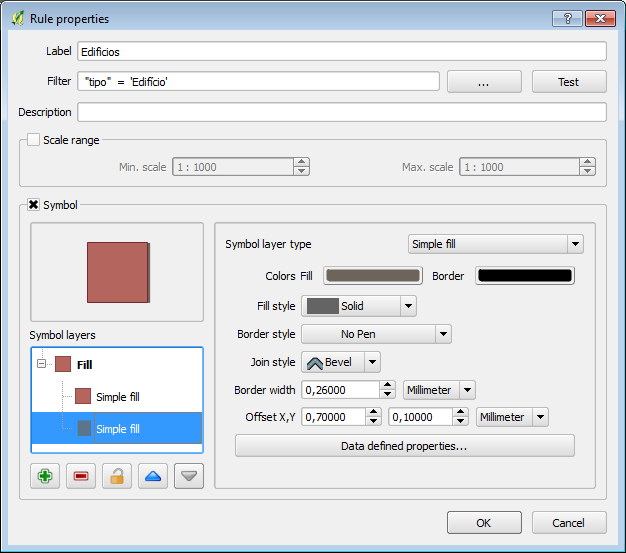 Rule properties
Label Edificios
Filter "tipo" = 'Edifício' ... Test
Description
Scale range
Min. scale 1 : 1000 Max. scale 1 : 1000
Symbol
Symbol layer type Simple fill
Colors Fill Border
Fill style Solid
Border style No Pen
Join style Bevel
Border width 0,26000 Millimeter
Offset X,Y 0,70000 0,10000 Millimeter
Data defined properties...
Symbol layers
Fill
Simple fill
Simple fill
OK Cancel